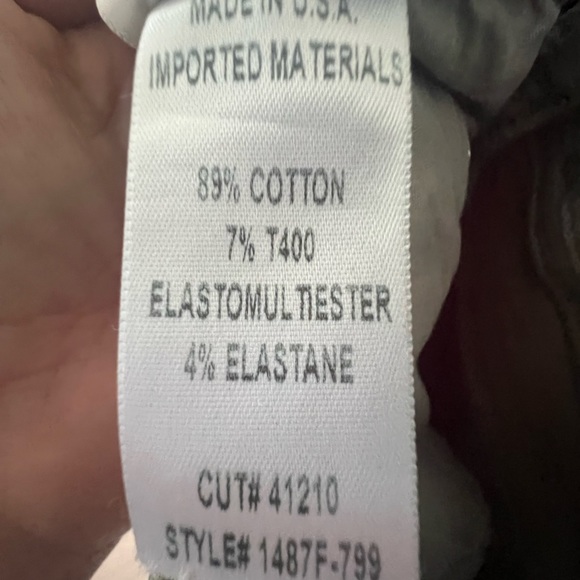 MADE IN U.S.A.
IMPORTED MATERIALS
89% COTTON
7% T400
ELASTOMULTIESTER
4% ELASTANE
CUT# 41210
STYLE# 1487F-799